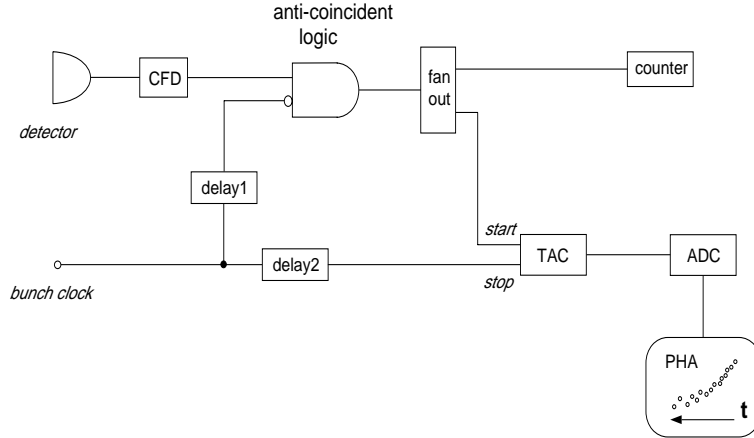 anti-coincident
logic
CFD
fan
out
counter
detector
delay1
start
TAC
ADC
delay2
stop
bunch clock
PHA
t